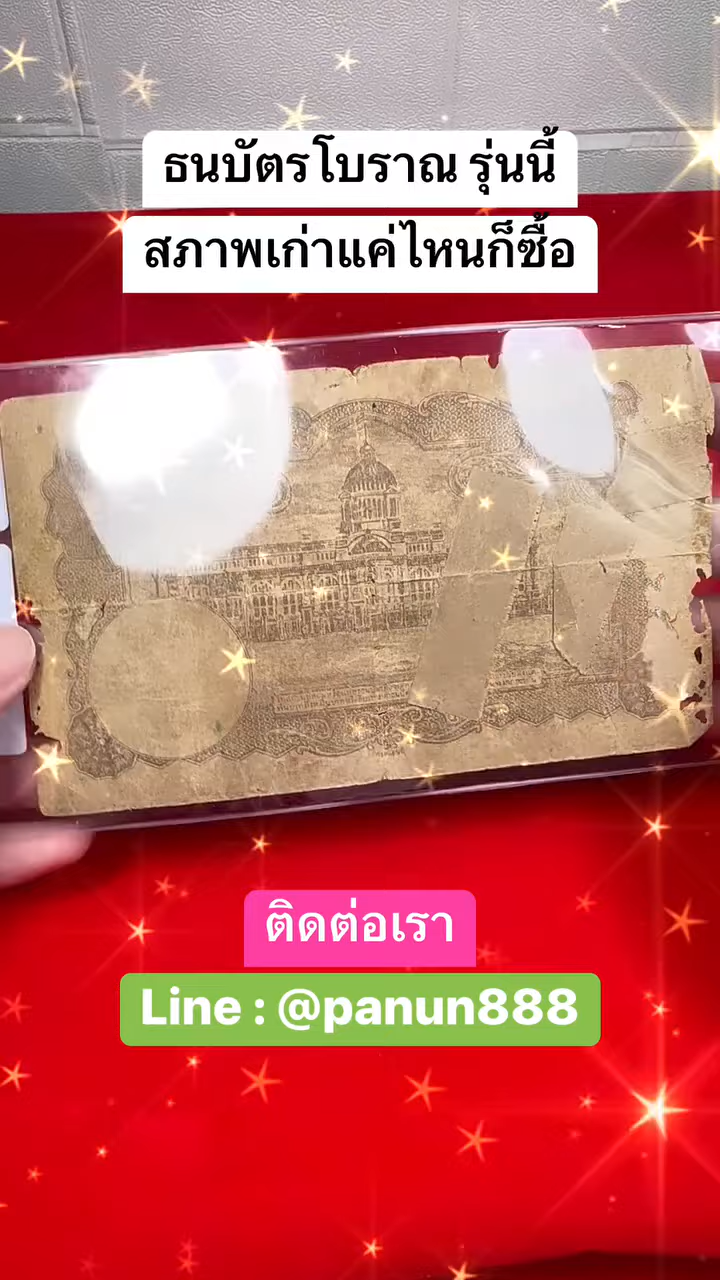 ธนบัตรโบราณ รุ่นนี้
สภาพเก่าแค่ไหนก็ซื้อ
ติดต่อเรา
Line : @panun888